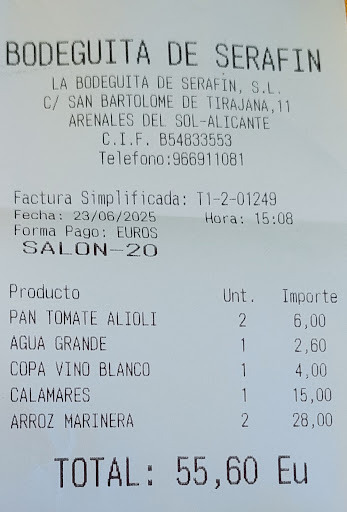 BODEGUITA DE SERAFIN
LA BODEGUITA DE SERAFIN, S.L.
C/ SAN BARTOLOME DE TIRAJANA,11
ARENALES DEL SOL-ALICANTE
C.I.F. B54833553
Telefono:966911081
Factura Simplificada: T1-2-01249
Fecha: 23/06/2025 Hora: 15:08
Forma Pago: EUROS
SALON-20
Producto Unt. Importe
PAN TOMATE ALIOLI 2 6,00
AGUA GRANDE 1 2,60
COPA VINO BLANCO 1 4,00
CALAMARES 1 15,00
ARROZ MARINERA 2 28,00
TOTAL: 55,60 Eu